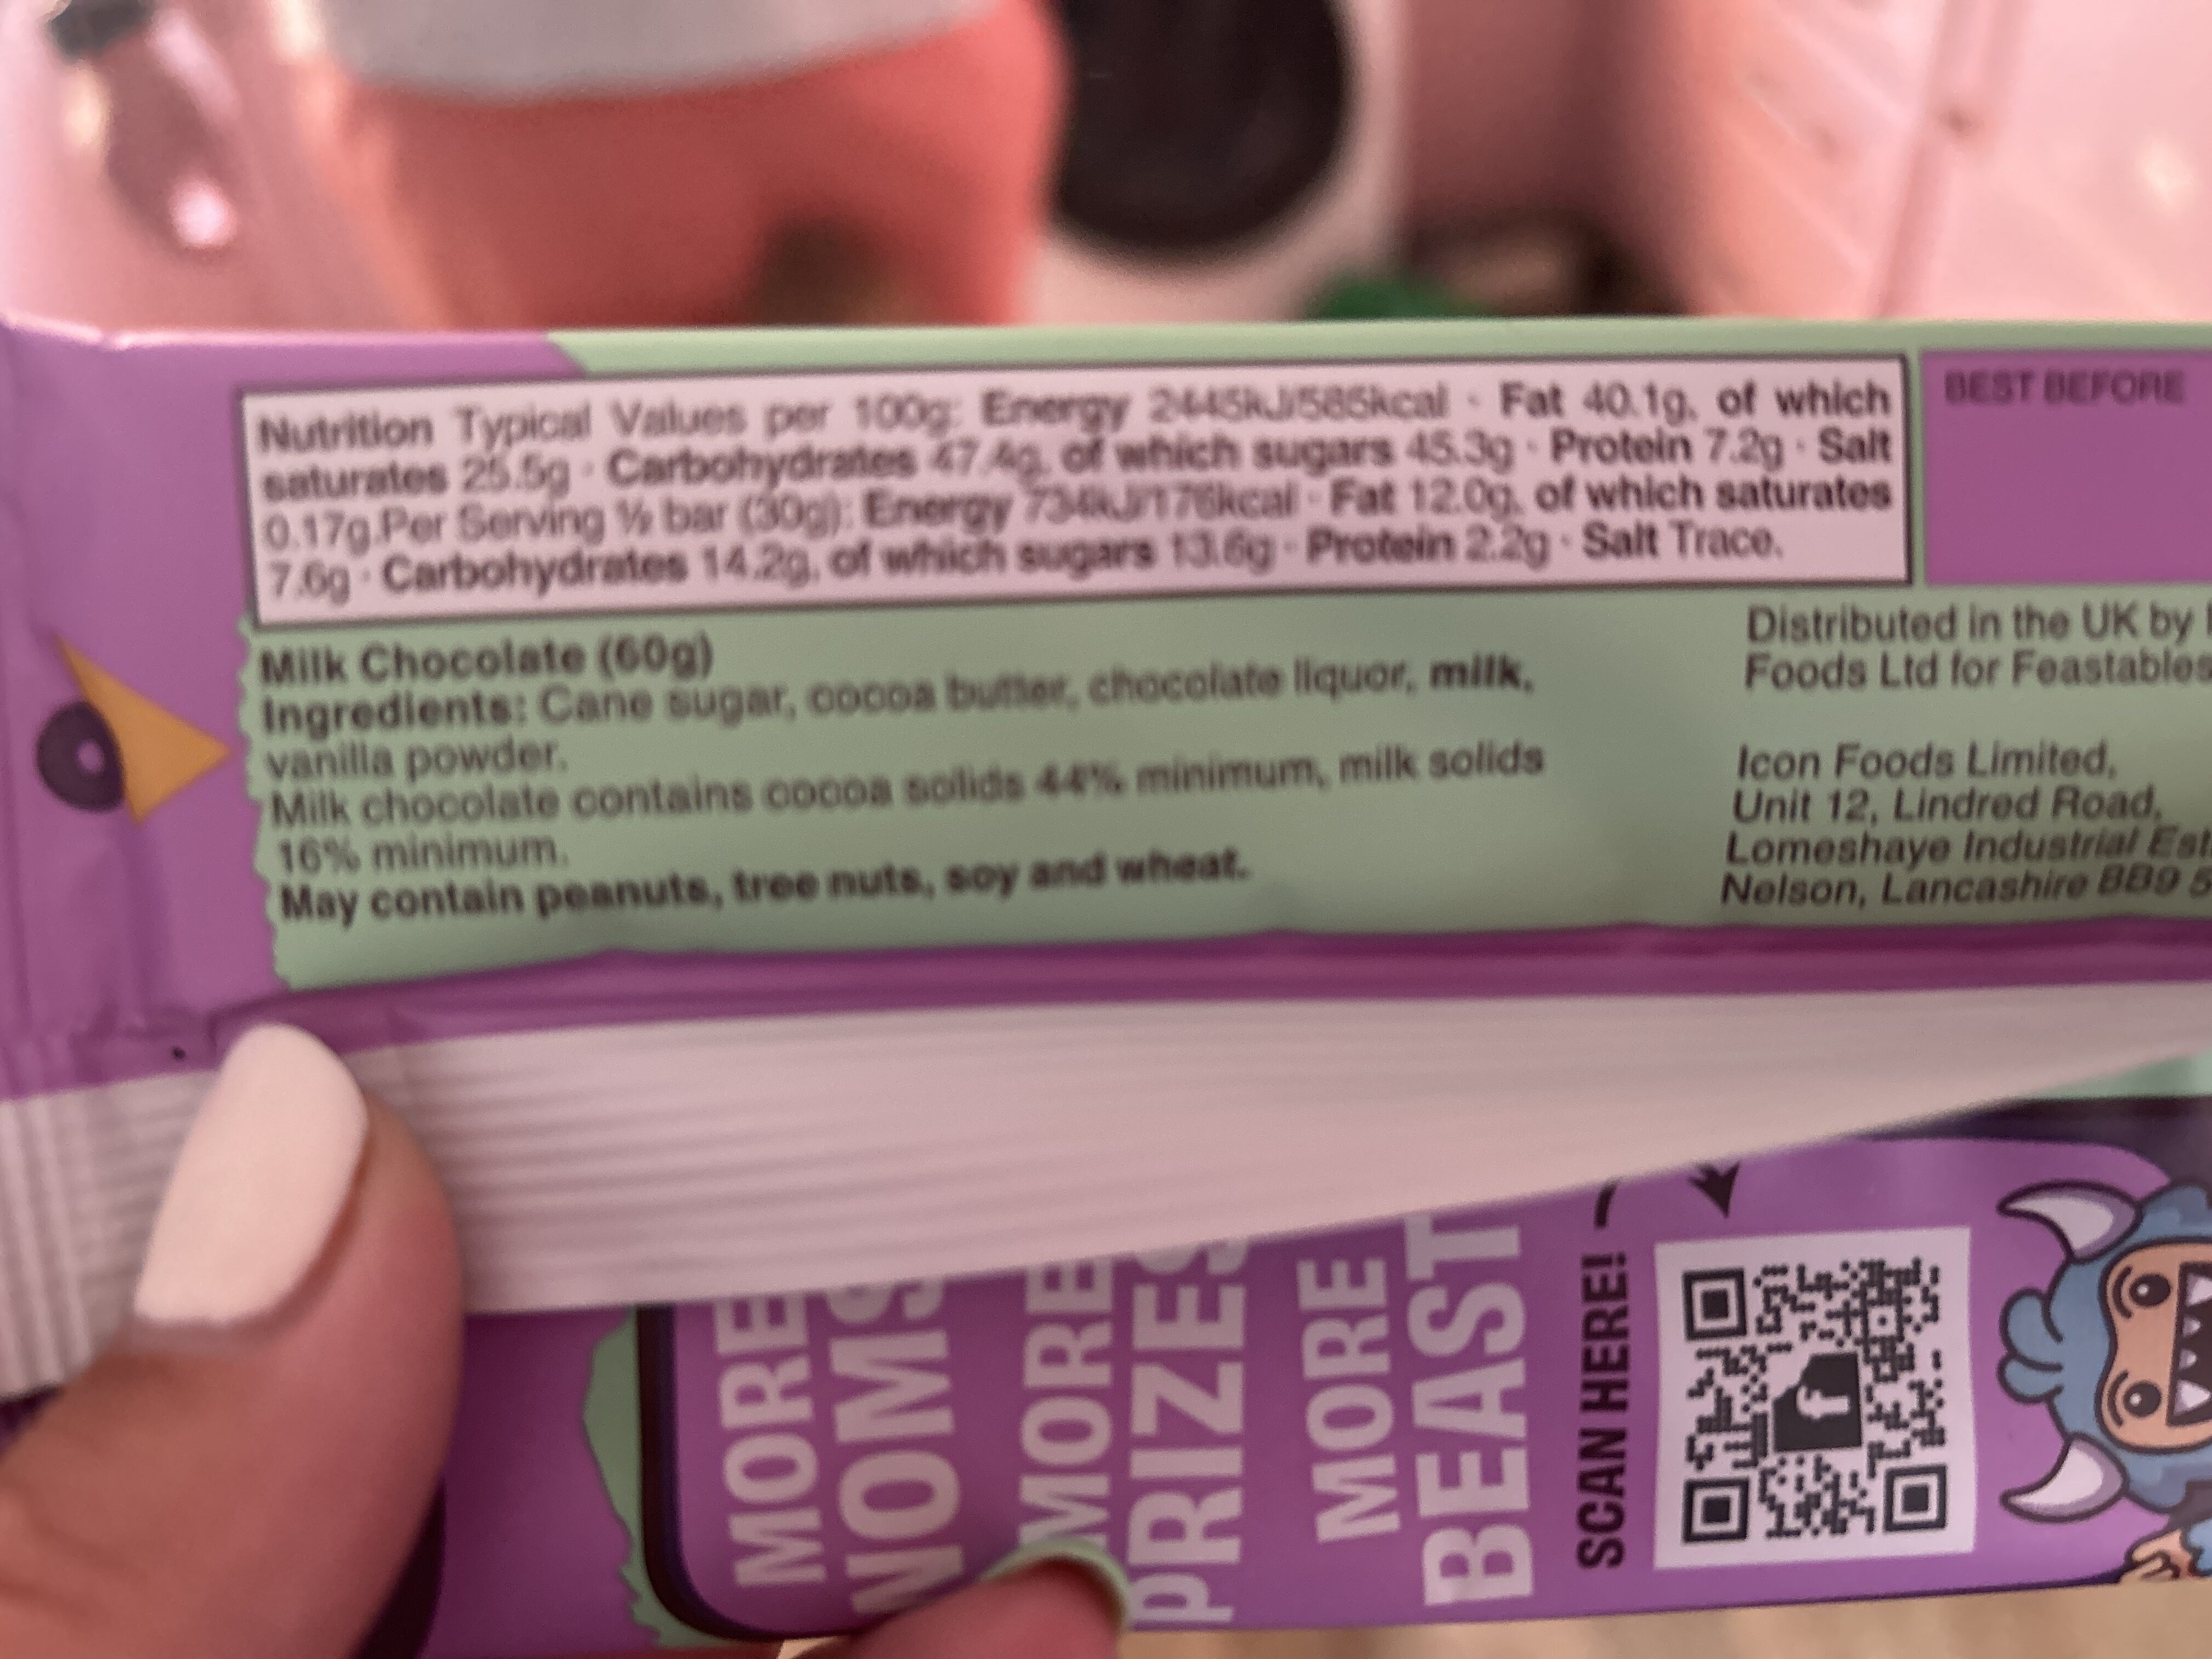 Nutrition Typical Values per 100g: Energy 2445kJ/585kcal · Fat 40.1g, of which
saturates 25.5g · Carbohydrates 47.4g, of which sugars 45.3g · Protein 7.2g · Salt
0.17g.Per Serving ½ bar (30g): Energy 734kJ/176kcal · Fat 12.0g, of which saturates
7.6g · Carbohydrates 14.2g, of which sugars 13.6g · Protein 2.2g · Salt Trace.
BEST BEFORE
Milk Chocolate (60g)
Ingredients: Cane sugar, cocoa butter, chocolate liquor, milk,
vanilla powder.
Milk chocolate contains cocoa solids 44% minimum, milk solids
16% minimum.
May contain peanuts, tree nuts, soy and wheat.
Distributed in the UK by
Foods Ltd for Feastables
Icon Foods Limited,
Unit 12, Lindred Road,
Lomeshaye Industrial Est
Nelson, Lancashire BB9 5
MORE
NOMS
MORE
PRIZES
MORE
BEAST
SCAN HERE!